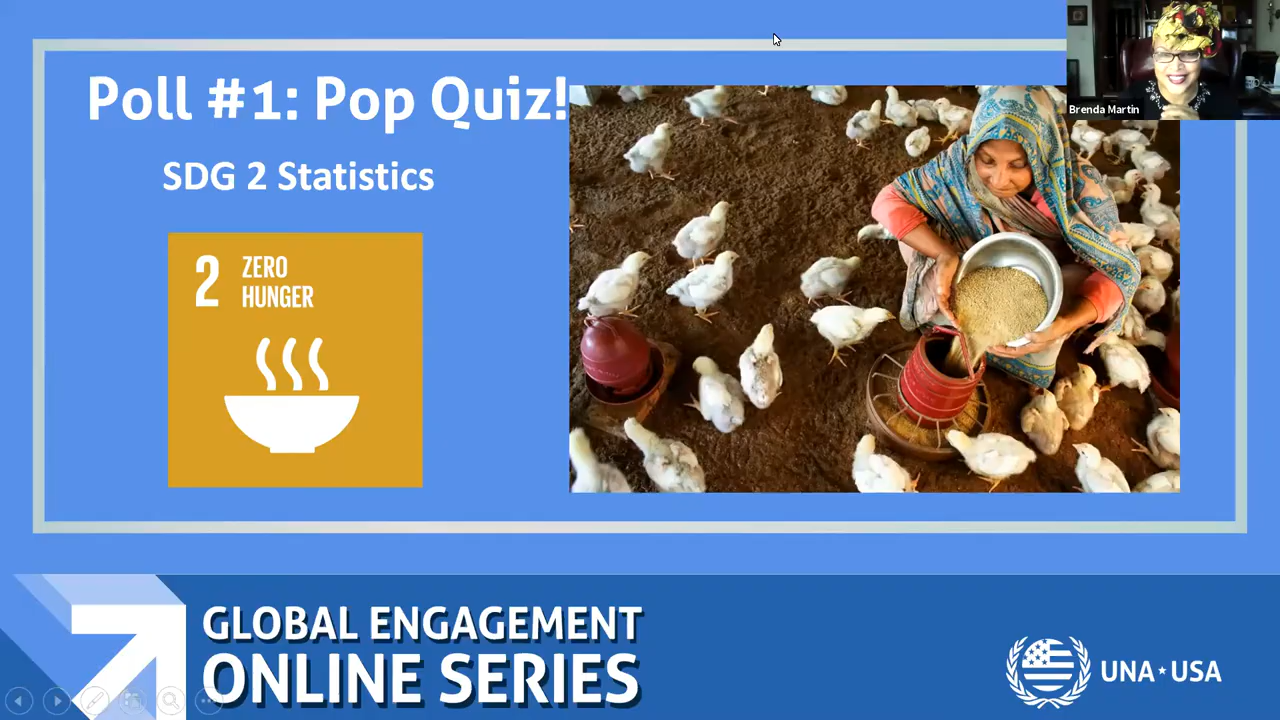 Poll #1: Pop Quiz!
SDG 2 Statistics
2 ZERO
HUNGER
Brenda Martin
GLOBAL ENGAGEMENT
ONLINE SERIES
UNA★USA